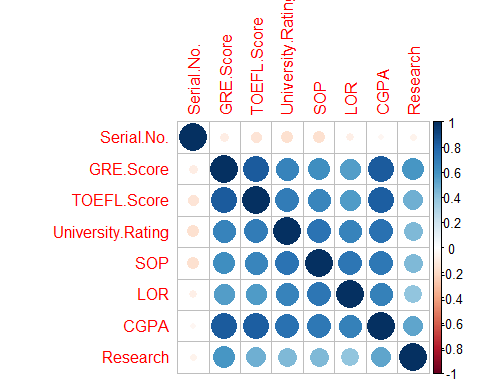 Serial.No.
GRE.Score
TOEFL.Score
University.Rating
SOP
LOR
CGPA
Research
Serial.No.
GRE.Score
TOEFL.Score
University.Rating
SOP
LOR
CGPA
Research
1
0.8
0.6
0.4
0.2
0
-0.2
-0.4
-0.6
-0.8
-1